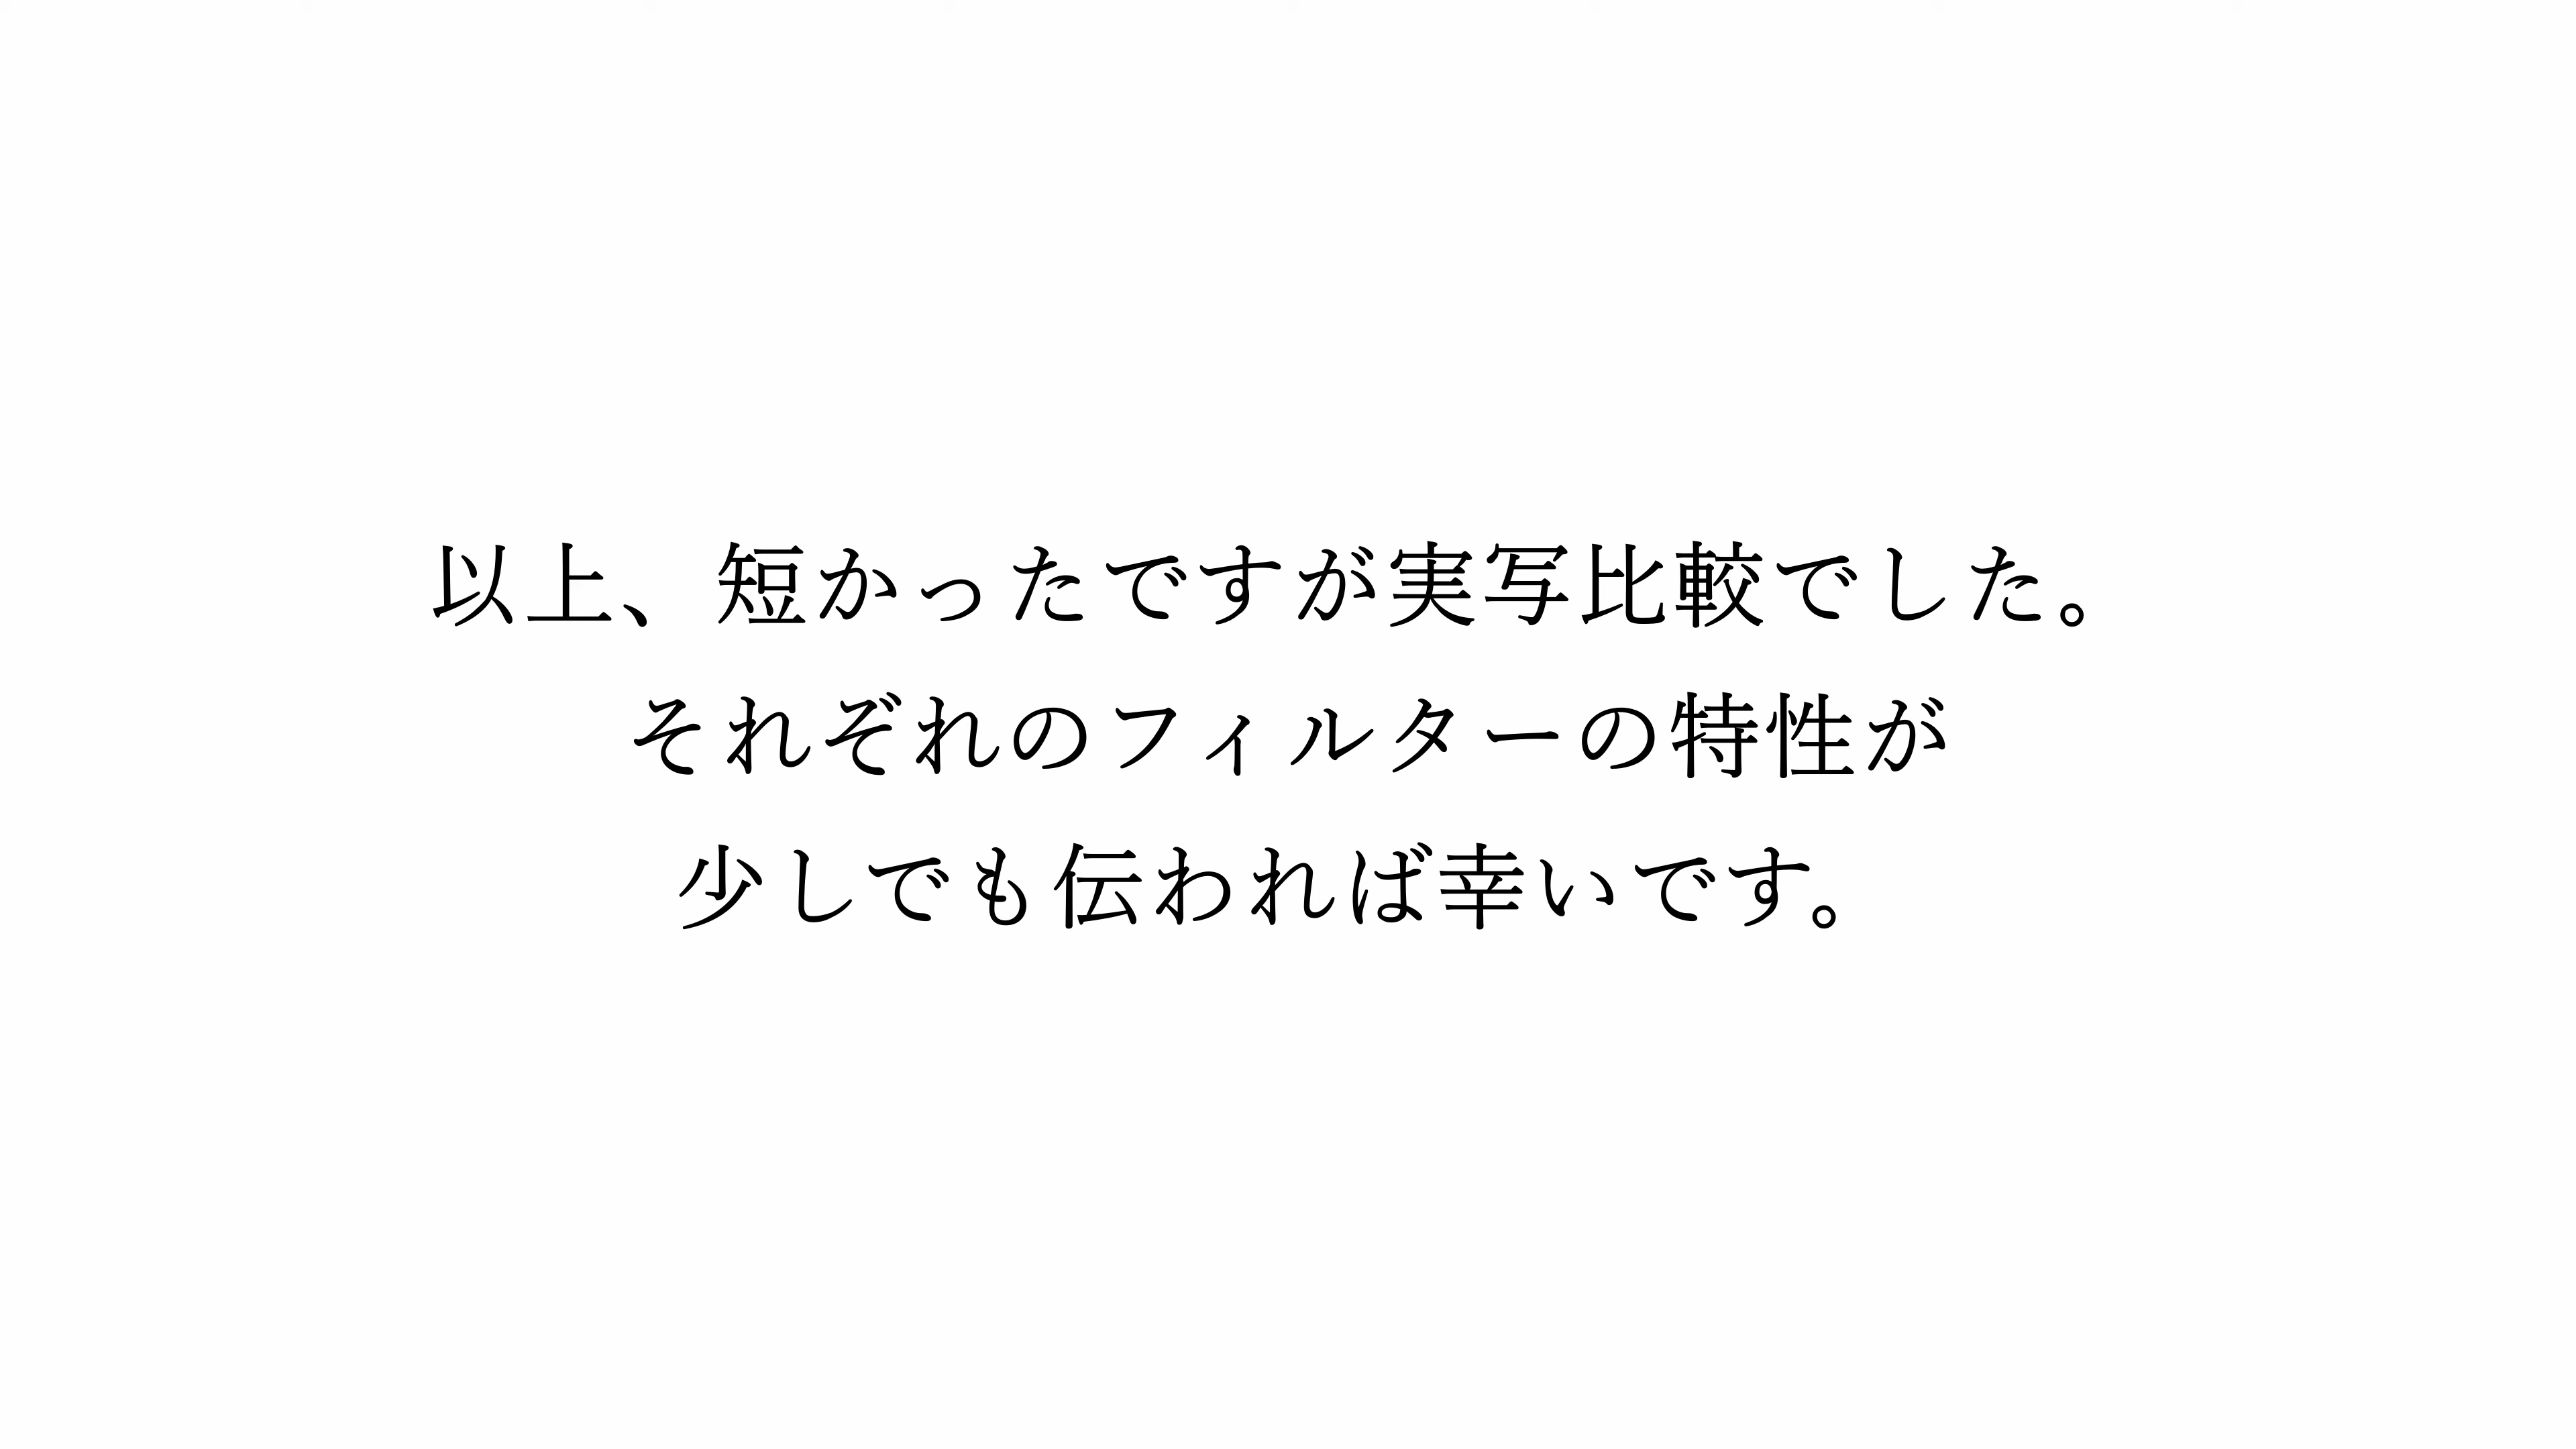 以上、短かったですが実写比較でした。
それぞれのフィルターの特性が
少しでも伝われば幸いです。